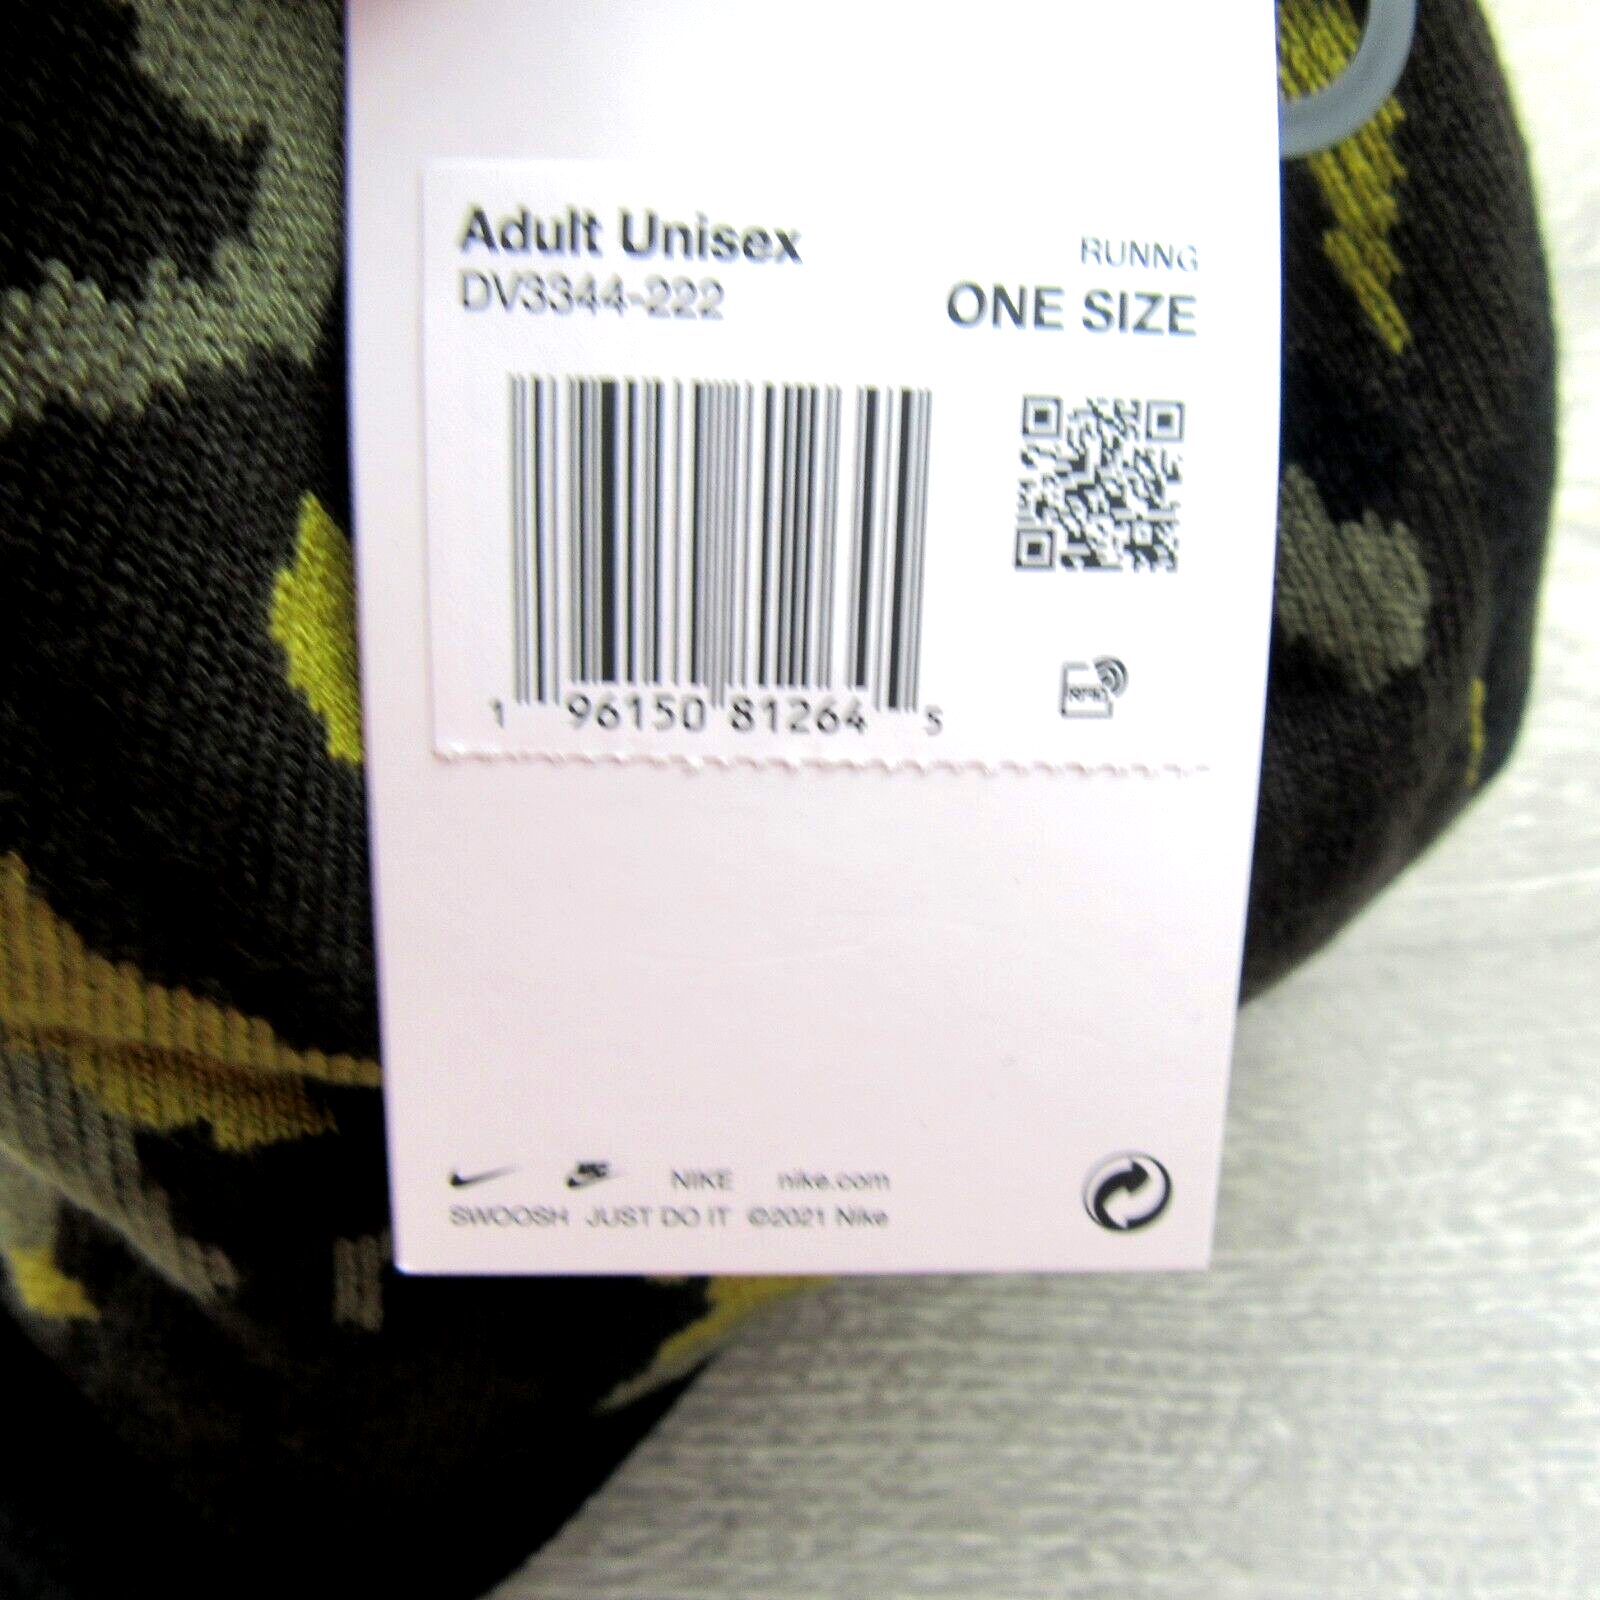 Adult Unisex
DV3344-222
RUNNG
ONE SIZE
1 96150 81264 5
RFID
NIKE nike.com
SWOOSH JUST DO IT ©2021 Nike